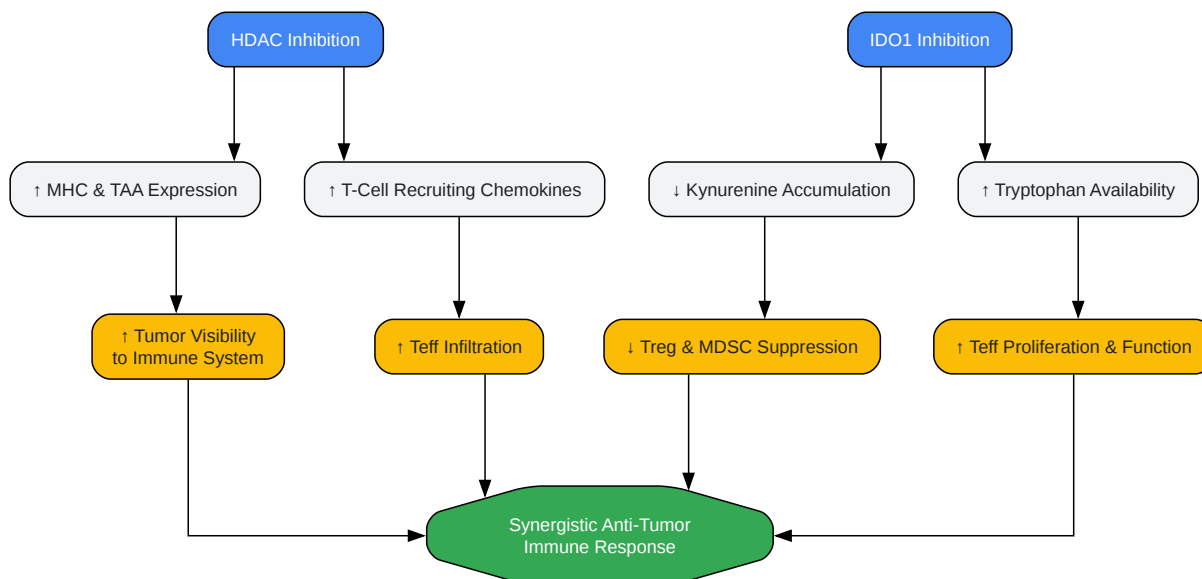 HDAC Inhibition
IDO1 Inhibition
↑ MHC & TAA Expression
↑ T-Cell Recruiting Chemokines
↓ Kynurenine Accumulation
↑ Tryptophan Availability
↑ Tumor Visibility
to Immune System
↑ Teff Infiltration
↓ Treg & MDSC Suppression
↑ Teff Proliferation & Function
Synergistic Anti-Tumor
Immune Response